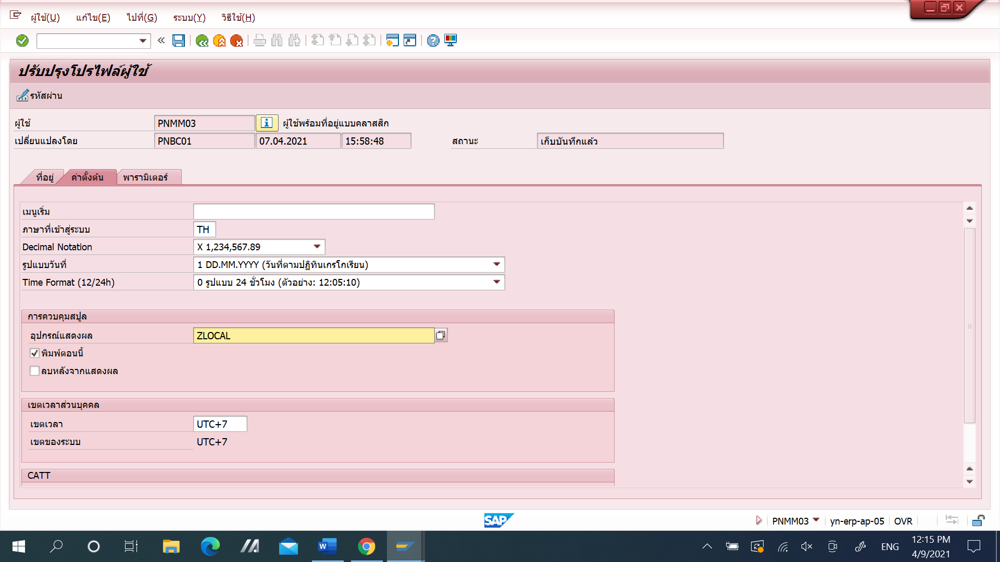 ผู้ใช้(U) แก้ไข(E) ไปที่(G) ระบบ(Y) วิธีใช้(H)
ปรับปรุงโปรไฟล์ผู้ใช้
รหัสผ่าน
ผู้ใช้ PNMM03 ผู้ใช้พร้อมที่อยู่แบบคลาสสิก
เปลี่ยนแปลงโดย PNBC01 07.04.2021 15:58:48 สถานะ เก็บบันทึกแล้ว
ที่อยู่ ค่าตั้งต้น พารามิเตอร์
เมนูเริ่ม
ภาษาที่เข้าสู่ระบบ TH
Decimal Notation X 1,234,567.89
รูปแบบวันที่ 1 DD.MM.YYYY (วันที่ตามปฏิทินเกรโกเรียน)
Time Format (12/24h) 0 รูปแบบ 24 ชั่วโมง (ตัวอย่าง: 12:05:10)
การควบคุมสปูล
อุปกรณ์แสดงผล ZLOCAL
พิมพ์ตอนนี้
ลบหลังจากแสดงผล
เขตเวลาส่วนบุคคล
เขตเวลา UTC+7
เขตของระบบ UTC+7
CATT
SAP PNMM03 yn-erp-ap-05 OVR
ENG 12:15 PM
4/9/2021